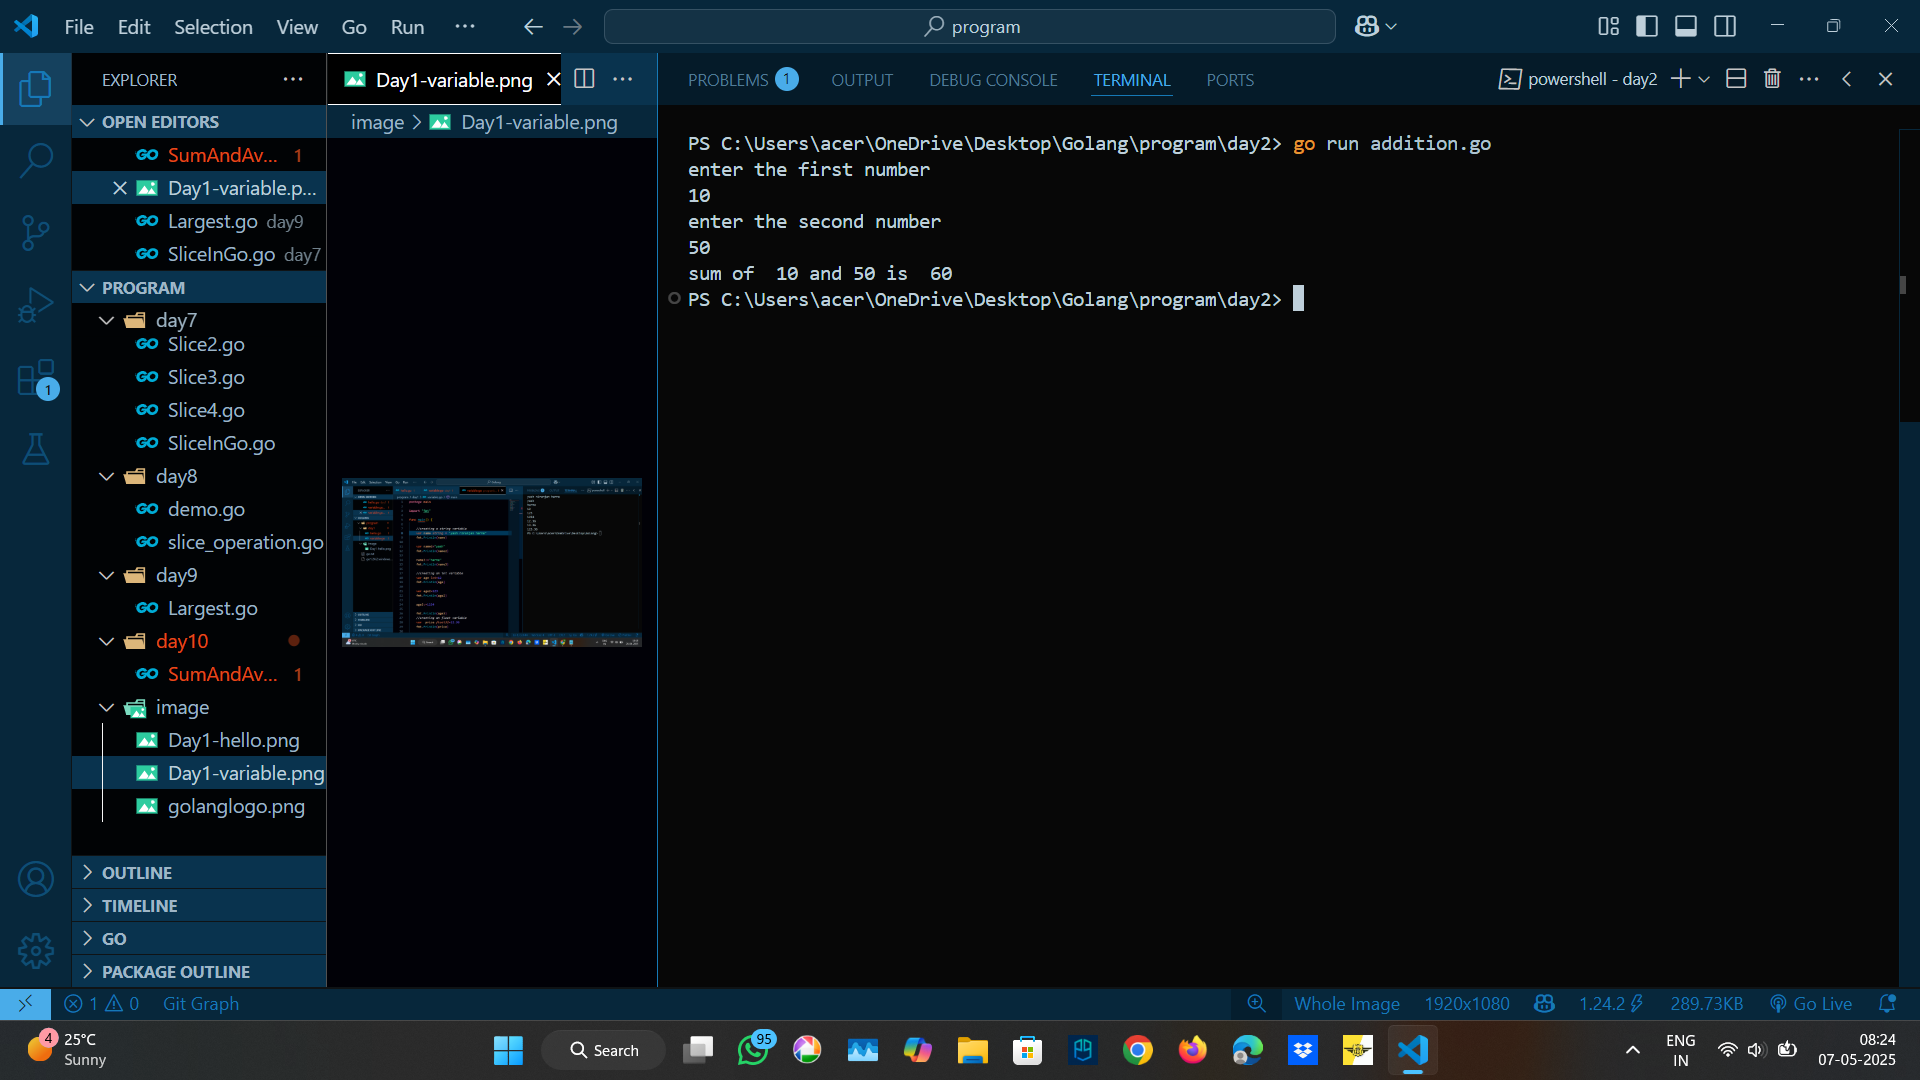 File Edit Selection View Go Run ···
program
EXPLORER ···
OPEN EDITORS
SumAndAv... 1
Day1-variable.p...
Largest.go day9
SliceInGo.go day7
PROGRAM
day7
Slice2.go
Slice3.go
Slice4.go
SliceInGo.go
day8
demo.go
slice_operation.go
day9
Largest.go
day10
SumAndAv... 1
image
Day1-hello.png
Day1-variable.png
golanglogo.png
OUTLINE
TIMELINE
GO
PACKAGE OUTLINE
1
Day1-variable.png
image > Day1-variable.png
PROBLEMS 1 OUTPUT DEBUG CONSOLE TERMINAL PORTS
powershell - day2
PS C:\Users\acer\OneDrive\Desktop\Golang\program\day2> go run addition.go
enter the first number
10
enter the second number
50
sum of  10 and 50 is  60
PS C:\Users\acer\OneDrive\Desktop\Golang\program\day2>
1 0 Git Graph
Whole Image 1920x1080 1.24.2 289.73KB Go Live
4 25°C
Sunny
Search
95
ENG
IN
08:24
07-05-2025